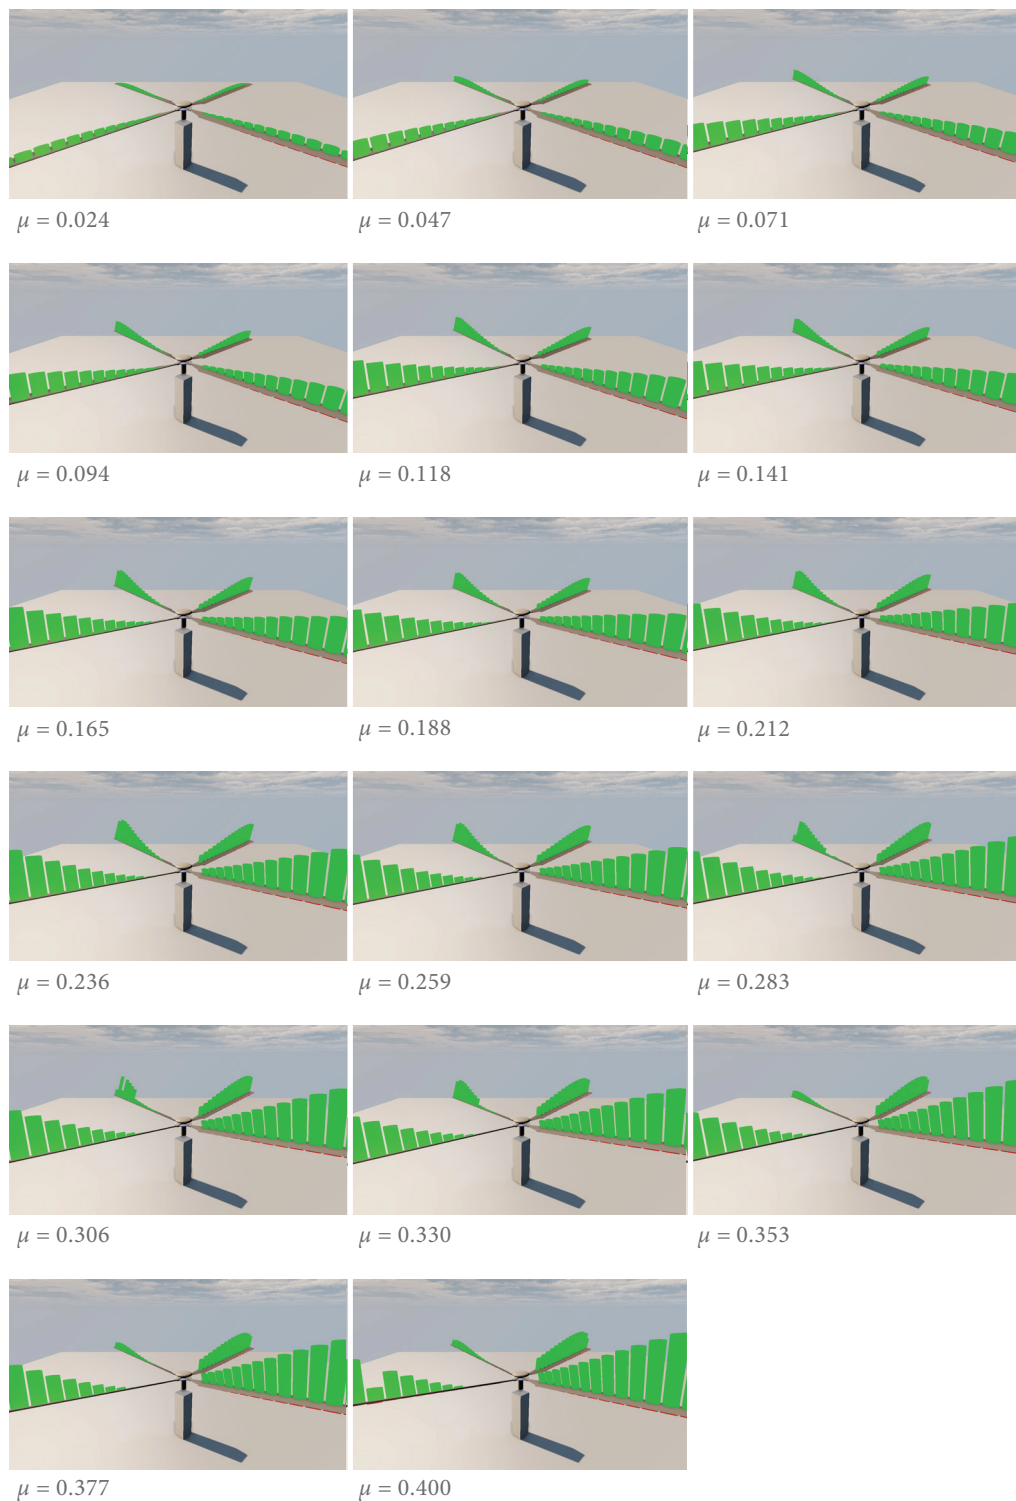 μ = 0.024
μ = 0.047
μ = 0.071
μ = 0.094
μ = 0.118
μ = 0.141
μ = 0.165
μ = 0.188
μ = 0.212
μ = 0.236
μ = 0.259
μ = 0.283
μ = 0.306
μ = 0.330
μ = 0.353
μ = 0.377
μ = 0.400